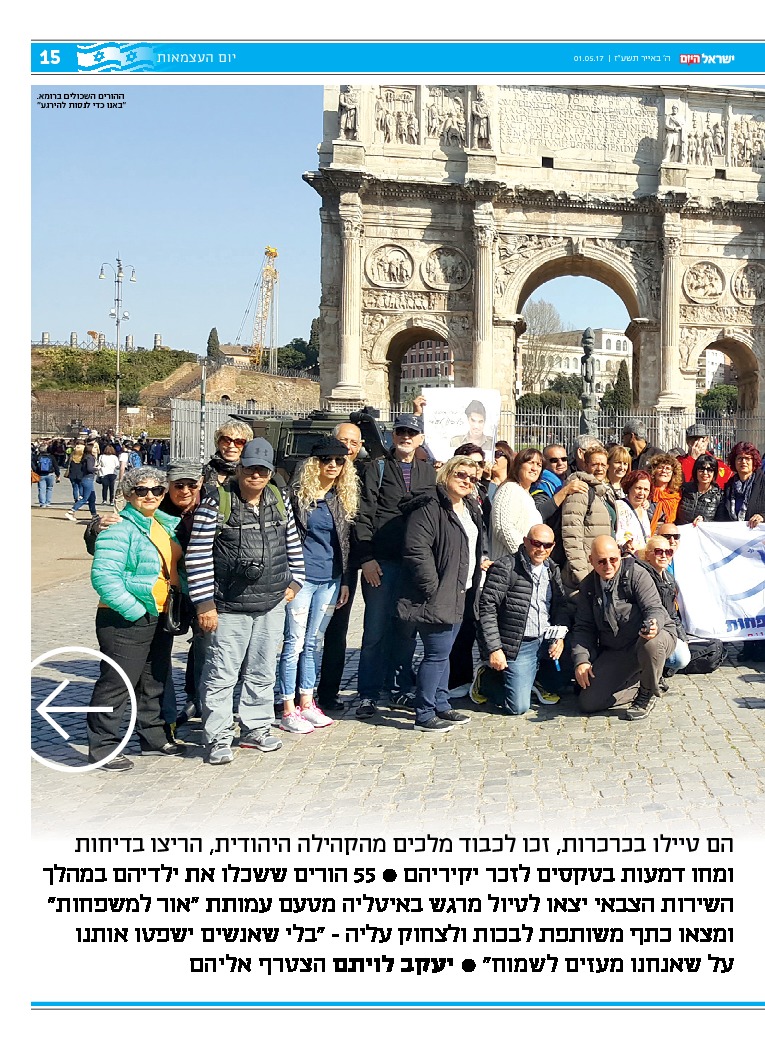 ישראל היום
ה' באייר תשע"ז | 01.05.17
יום העצמאות
15
ההורים השכולים ברומא.
"באנו כדי לנסות להירגע"
הם טיילו בכרכרות, זכו לכבוד מלכים מהקהילה היהודית, הריצו בדיחות
ומחו דמעות בטקסים לזכר יקיריהם ● 55 הורים ששכלו את ילדיהם במהלך
השירות הצבאי יצאו לטיול מרגש באיטליה מטעם עמותת "אור למשפחות"
ומצאו כתף משותפת לבכות ולצחוק עליה - "בלי שאנשים ישפטו אותנו
על שאנחנו מעזים לשמוח" ● יעקב לויתם הצטרף אליהם